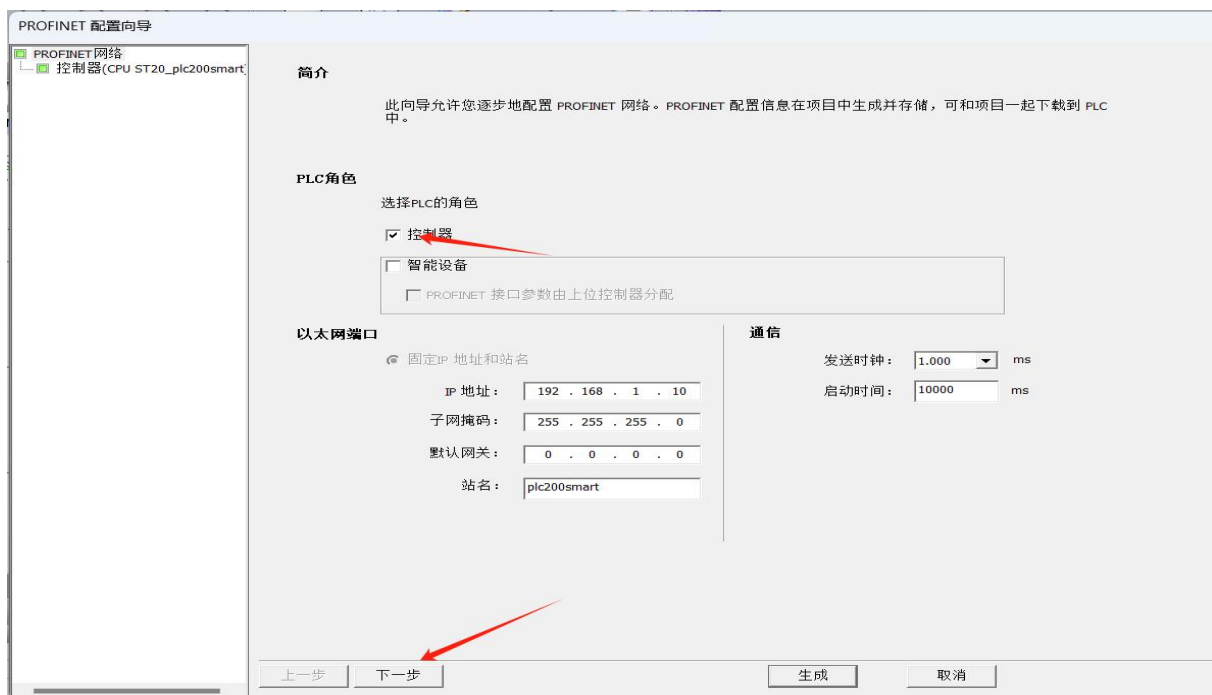 PROFINET 配置向导
PROFINET网络
控制器(CPU ST20_plc200smart)
简介
此向导允许您逐步地配置 PROFINET 网络。PROFINET 配置信息在项目中生成并存储，可和项目一起下载到 PLC
中。
PLC角色
选择PLC的角色
控制器
智能设备
PROFINET 接口参数由上位控制器分配
以太网端口
固定IP 地址和站名
IP 地址：
192 . 168 . 1 . 10
子网掩码：
255 . 255 . 255 . 0
默认网关：
0 . 0 . 0 . 0
站名：
plc200smart
通信
发送时钟：
1.000
ms
启动时间：
10000
ms
上一步
下一步
生成
取消